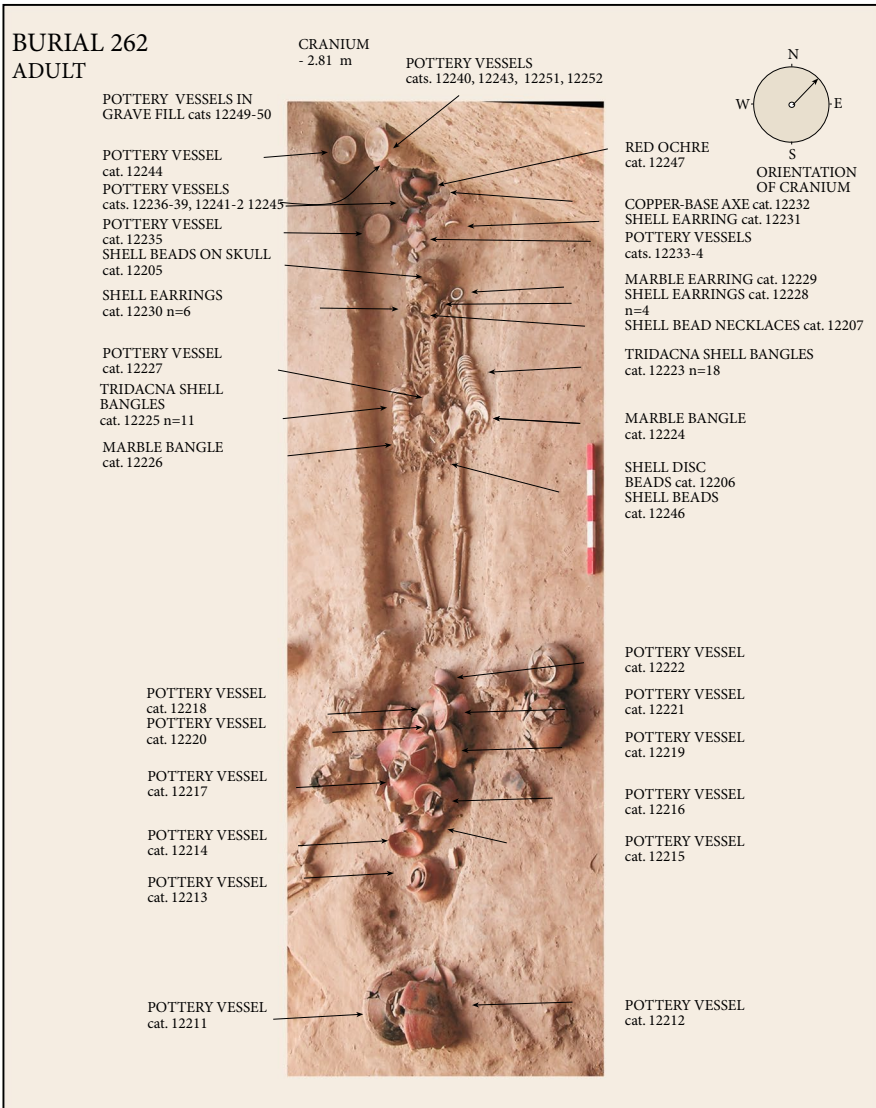 BURIAL 262
ADULT
CRANIUM
- 2.81 m
POTTERY VESSELS
cats. 12240, 12243, 12251, 12252
N
W
E
S
ORIENTATION
OF CRANIUM
POTTERY VESSELS IN
GRAVE FILL cats 12249-50
POTTERY VESSEL
cat. 12244
POTTERY VESSELS
cats. 12236-39, 12241-2 12245
POTTERY VESSEL
cat. 12235
SHELL BEADS ON SKULL
cat. 12205
SHELL EARRINGS
cat. 12230 n=6
POTTERY VESSEL
cat. 12227
TRIDACNA SHELL
BANGLES
cat. 12225 n=11
MARBLE BANGLE
cat. 12226
RED OCHRE
cat. 12247
COPPER-BASE AXE cat. 12232
SHELL EARRING cat. 12231
POTTERY VESSELS
cats. 12233-4
MARBLE EARRING cat. 12229
SHELL EARRINGS cat. 12228
n=4
SHELL BEAD NECKLACES cat. 12207
TRIDACNA SHELL BANGLES
cat. 12223 n=18
MARBLE BANGLE
cat. 12224
SHELL DISC
BEADS cat. 12206
SHELL BEADS
cat. 12246
POTTERY VESSEL
cat. 12218
POTTERY VESSEL
cat. 12220
POTTERY VESSEL
cat. 12217
POTTERY VESSEL
cat. 12214
POTTERY VESSEL
cat. 12213
POTTERY VESSEL
cat. 12211
POTTERY VESSEL
cat. 12222
POTTERY VESSEL
cat. 12221
POTTERY VESSEL
cat. 12219
POTTERY VESSEL
cat. 12216
POTTERY VESSEL
cat. 12215
POTTERY VESSEL
cat. 12212